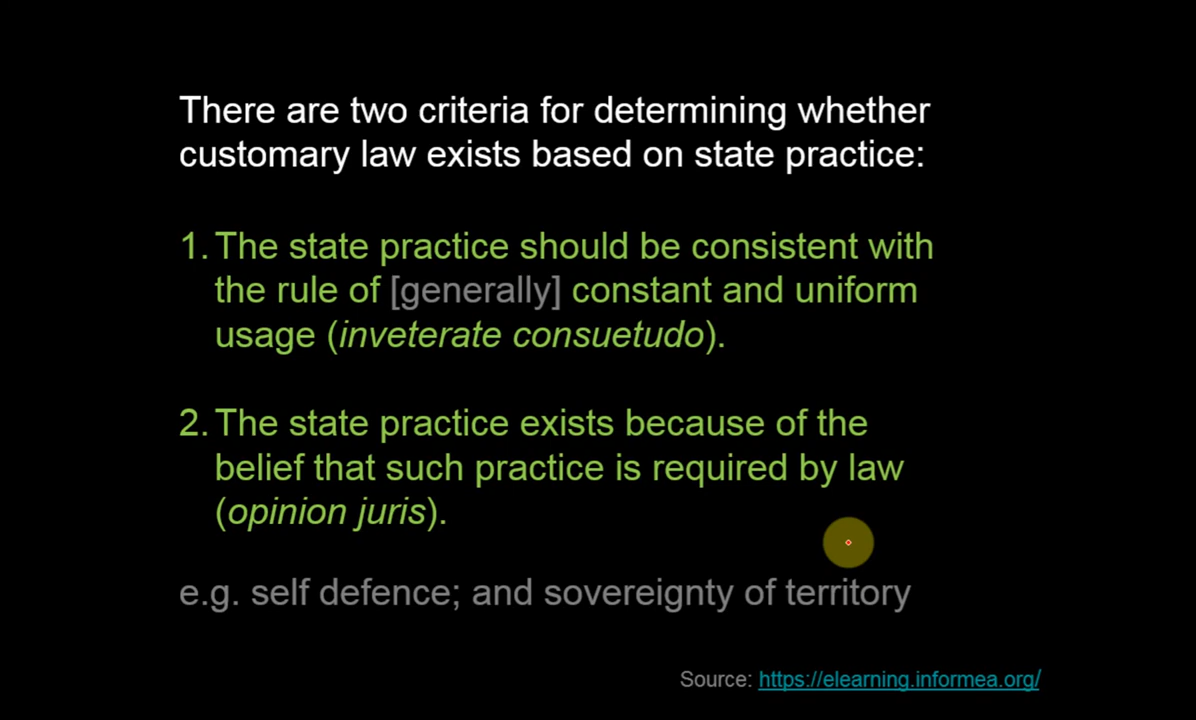 There are two criteria for determining whether
customary law exists based on state practice:
1. The state practice should be consistent with
the rule of [generally] constant and uniform
usage (inveterate consuetudo).
2. The state practice exists because of the
belief that such practice is required by law
(opinion juris).
e.g. self defence; and sovereignty of territory
Source: https://elearning.informea.org/